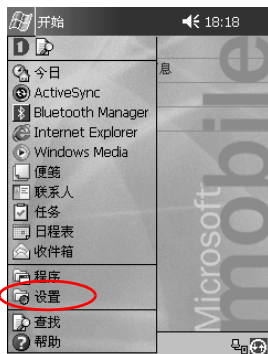 开始 18:18
今日
息
ActiveSync
Bluetooth Manager
Internet Explorer
Windows Media
便笺
联系人
任务
日程表
收件箱
程序
设置
查找
帮助
Microsoft
mobile